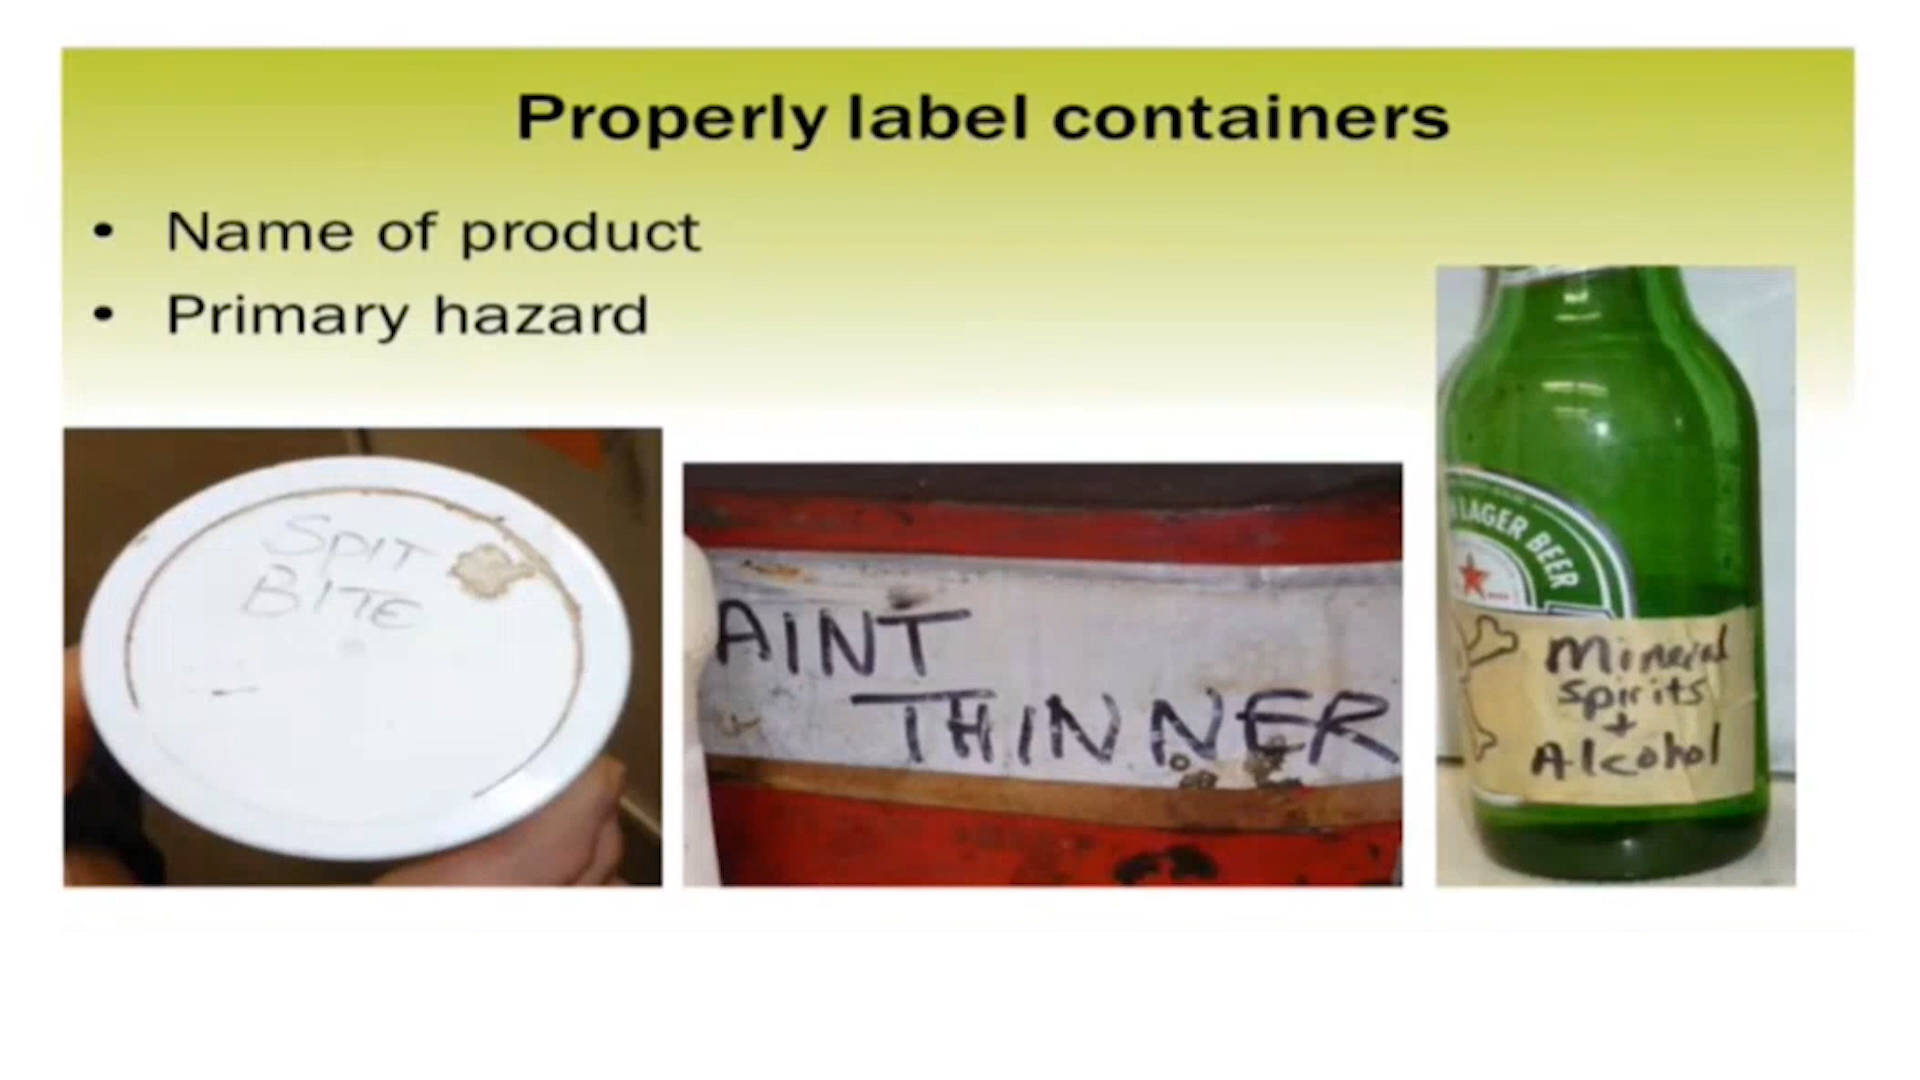 Properly label containers
• Name of product
• Primary hazard
SPIT
BITE
AINT
THINNER
LAGER BEER
Mineral
Spirits
+
Alcohol